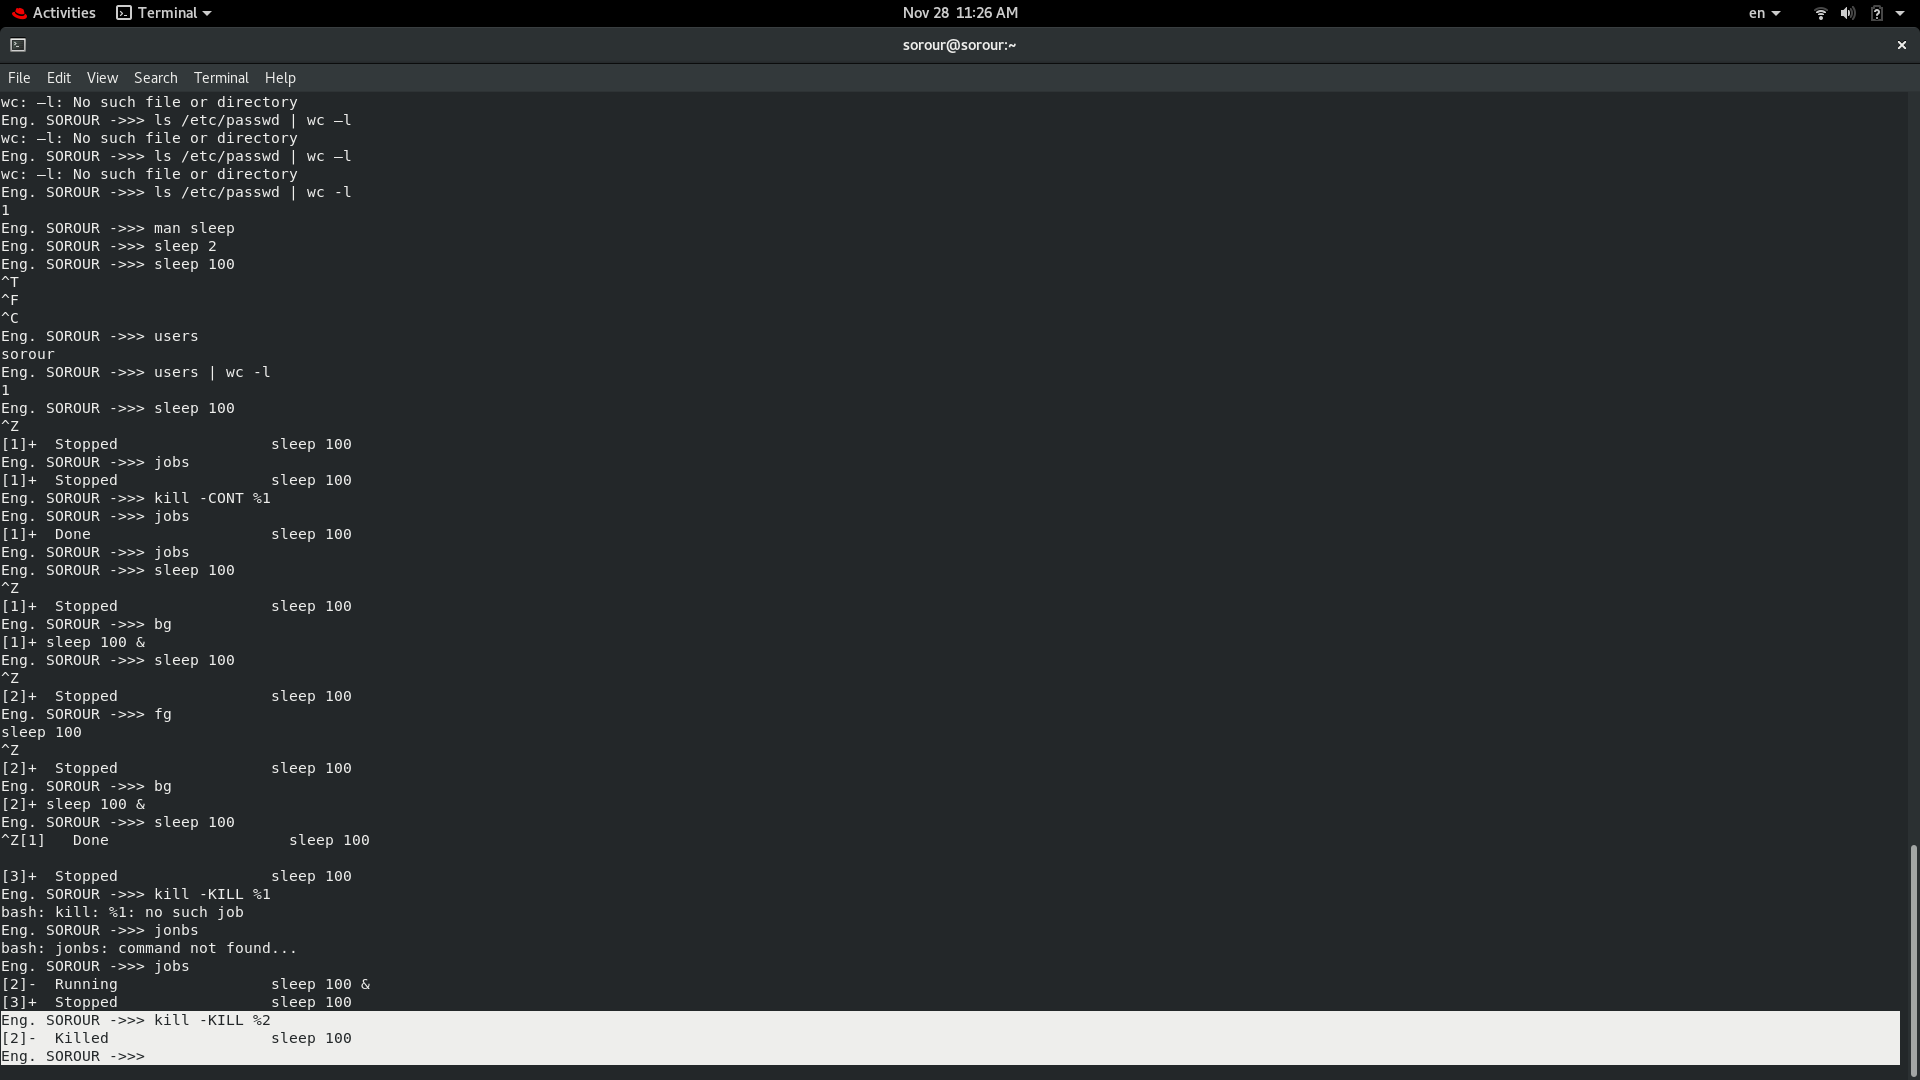 Activities Terminal Nov 28 11:26 AM en
sorour@sorour:~
File Edit View Search Terminal Help
wc: –l: No such file or directory
Eng. SOROUR ->>> ls /etc/passwd | wc –l
wc: –l: No such file or directory
Eng. SOROUR ->>> ls /etc/passwd | wc –l
wc: –l: No such file or directory
Eng. SOROUR ->>> ls /etc/passwd | wc -l
1
Eng. SOROUR ->>> man sleep
Eng. SOROUR ->>> sleep 2
Eng. SOROUR ->>> sleep 100
^T
^F
^C
Eng. SOROUR ->>> users
sorour
Eng. SOROUR ->>> users | wc -l
1
Eng. SOROUR ->>> sleep 100
^Z
[1]+  Stopped                 sleep 100
Eng. SOROUR ->>> jobs
[1]+  Stopped                 sleep 100
Eng. SOROUR ->>> kill -CONT %1
Eng. SOROUR ->>> jobs
[1]+  Done                    sleep 100
Eng. SOROUR ->>> jobs
Eng. SOROUR ->>> sleep 100
^Z
[1]+  Stopped                 sleep 100
Eng. SOROUR ->>> bg
[1]+ sleep 100 &
Eng. SOROUR ->>> sleep 100
^Z
[2]+  Stopped                 sleep 100
Eng. SOROUR ->>> fg
sleep 100
^Z
[2]+  Stopped                 sleep 100
Eng. SOROUR ->>> bg
[2]+ sleep 100 &
Eng. SOROUR ->>> sleep 100
^Z[1]   Done                    sleep 100
[3]+  Stopped                 sleep 100
Eng. SOROUR ->>> kill -KILL %1
bash: kill: %1: no such job
Eng. SOROUR ->>> jonbs
bash: jonbs: command not found...
Eng. SOROUR ->>> jobs
[2]-  Running                 sleep 100 &
[3]+  Stopped                 sleep 100
Eng. SOROUR ->>> kill -KILL %2
[2]-  Killed                  sleep 100
Eng. SOROUR ->>>